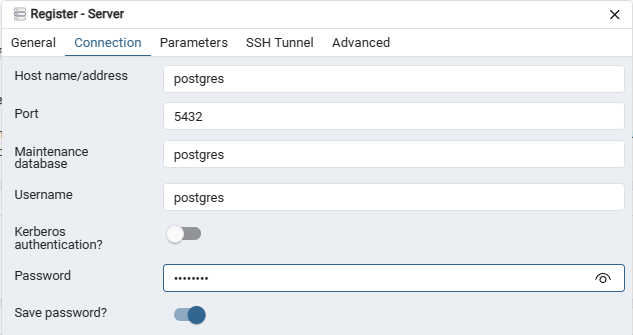 Register - Server
General Connection Parameters SSH Tunnel Advanced
Host name/address postgres
Port 5432
Maintenance
database postgres
Username postgres
Kerberos
authentication?
Password ••••••••
Save password?